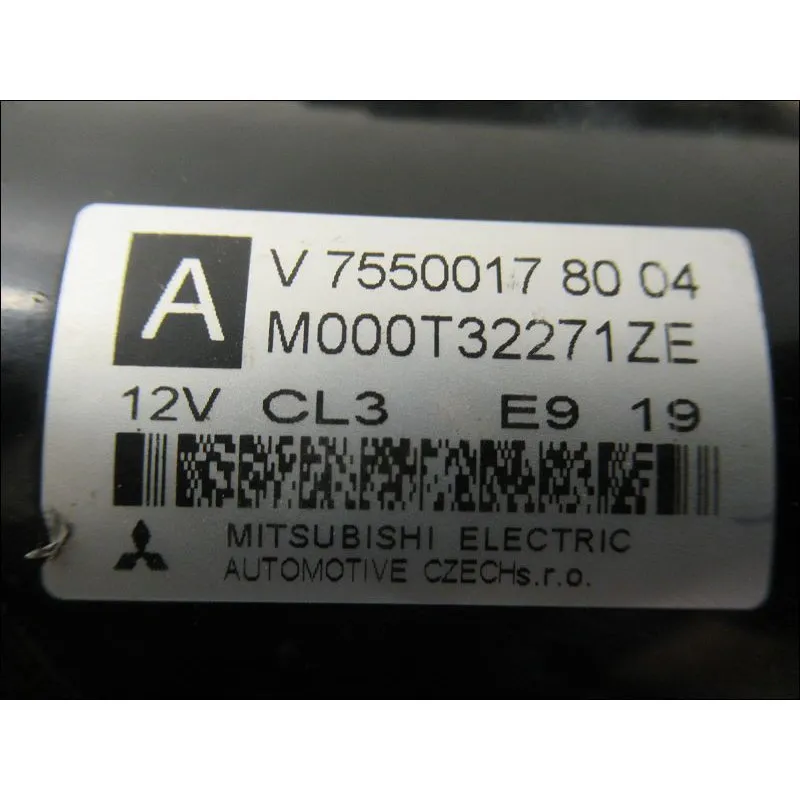 A
V 7550017 80 04
M000T32271ZE
12V CL3 E9 19
MITSUBISHI ELECTRIC
AUTOMOTIVE CZECHs.r.o.